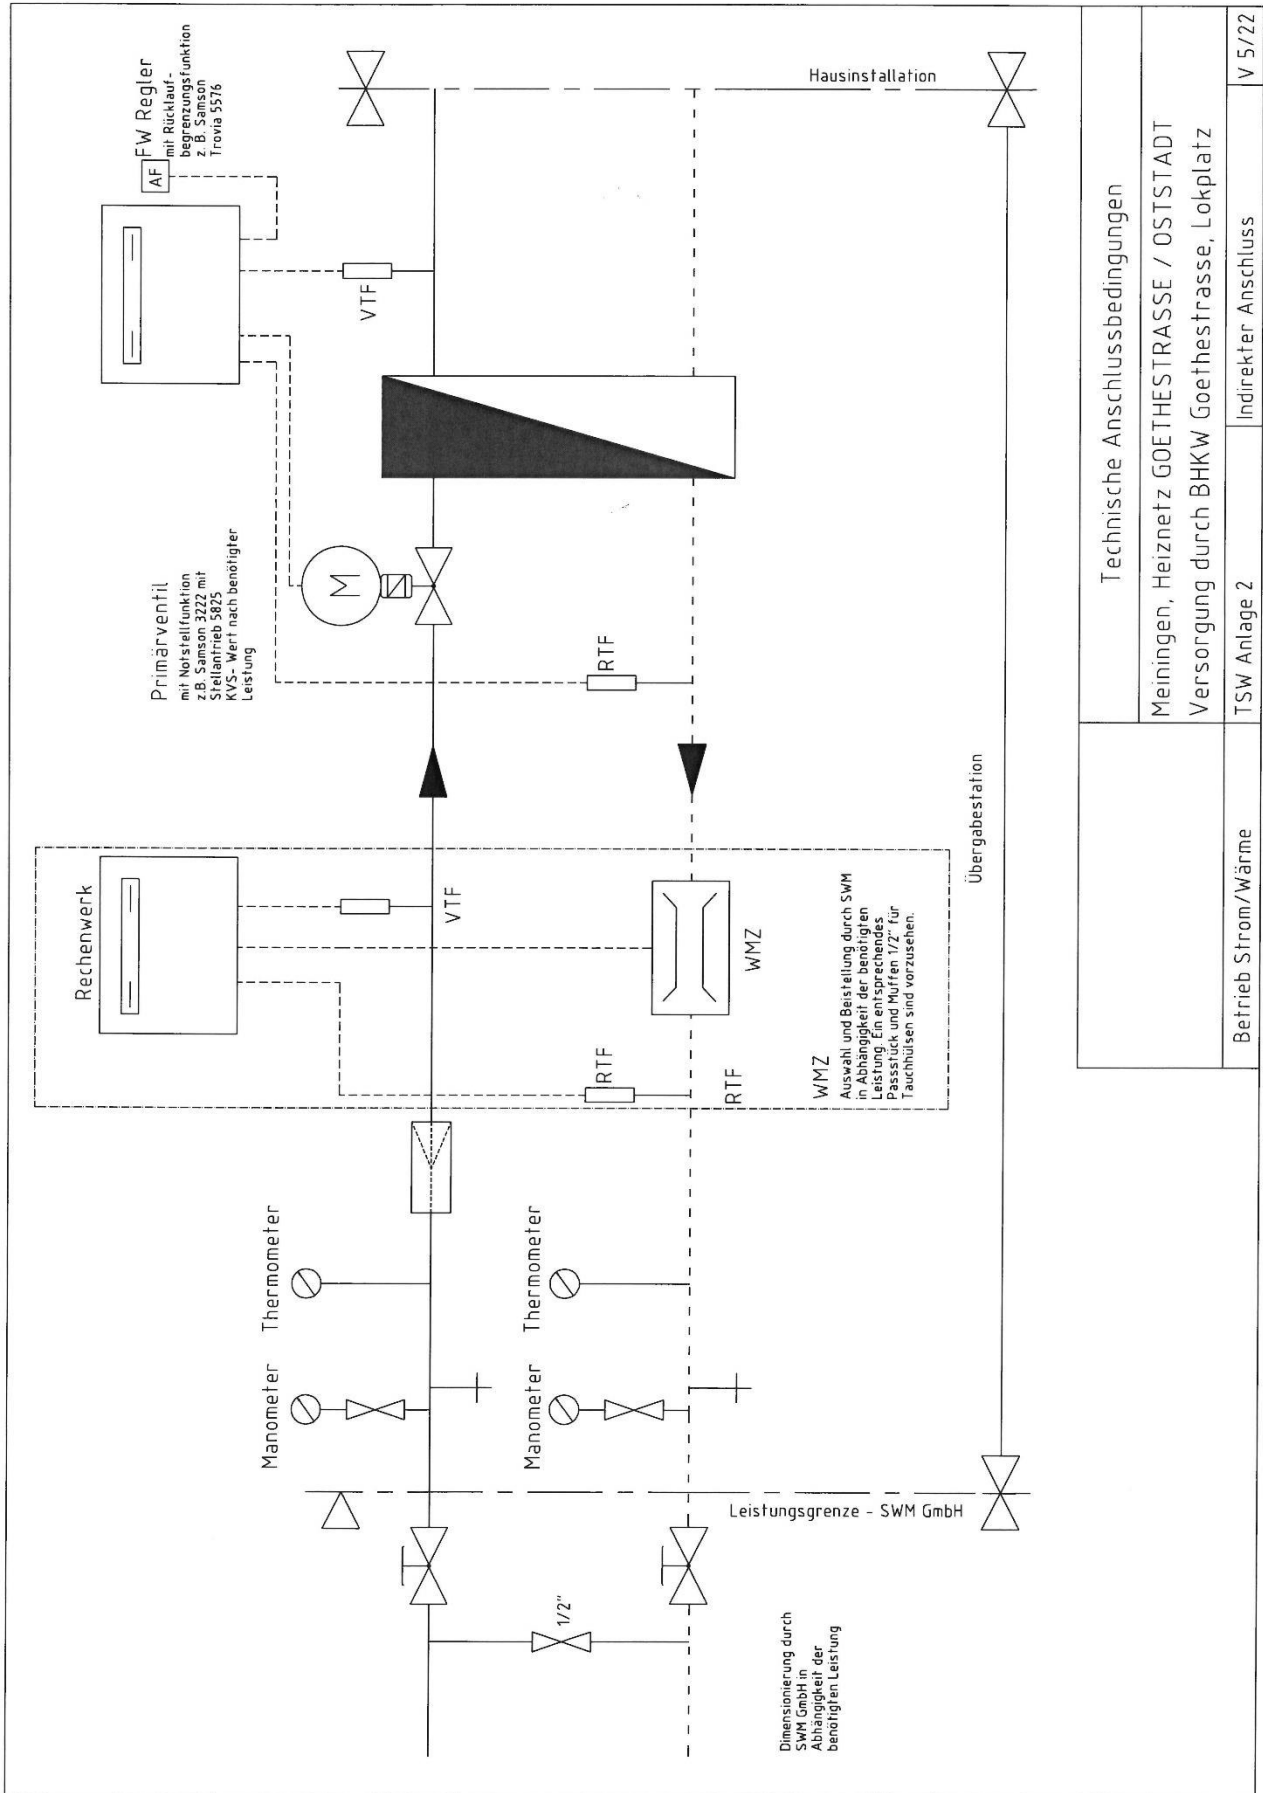 FW Regler
mit Rücklauf-
begrenzungsfunktion
z. B. Samson
Trovia 5576
AF
Hausinstallation
VTF
Primärventil
mit Notstellfunktion
z.B. Samson 3222 mit
Stellantrieb 5825
KVS- Wert nach benötigter
Leistung
M
RTF
Rechenwerk
VTF
WMZ
RTF
RTF
WMZ
Auswahl und Beistellung durch SWM
in Abhängigkeit der benötigten
Leistung. Ein entsprechendes
Passstück und Muffen 1/2" für
Tauchhülsen sind vorzusehen.
Übergabestation
Thermometer
Thermometer
Manometer
Manometer
Leistungsgrenze - SWM GmbH
1/2"
Dimensionierung durch
SWM GmbH in
Abhängigkeit der
benötigten Leistung
Technische Anschlussbedingungen
Meiningen, Heiznetz GOETHESTRASSE / OSTSTADT
Versorgung durch BHKW Goethestrasse, Lokplatz
Betrieb Strom/Wärme
TSW Anlage 2
Indirekter Anschluss
V 5/22